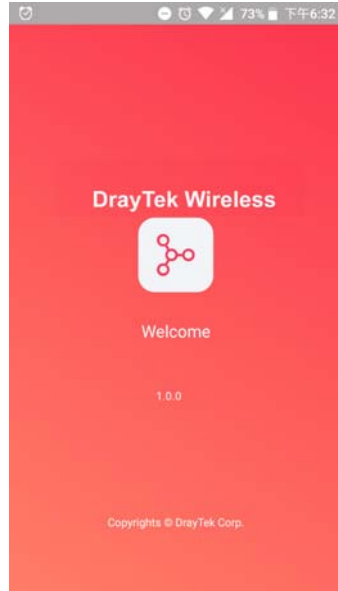 73% 下午6:32
DrayTek Wireless
Welcome
1.0.0
Copyrights © DrayTek Corp.